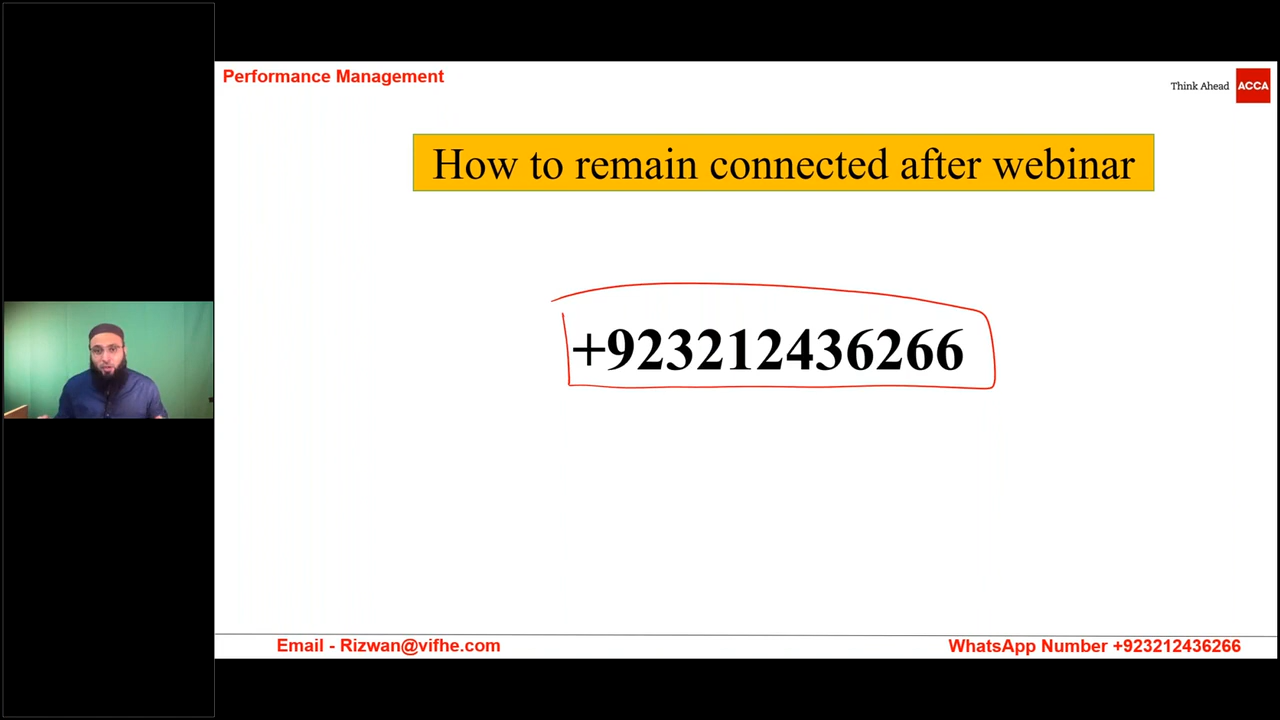 Performance Management
Think Ahead ACCA
How to remain connected after webinar
+923212436266
Email - Rizwan@vifhe.com
WhatsApp Number +923212436266